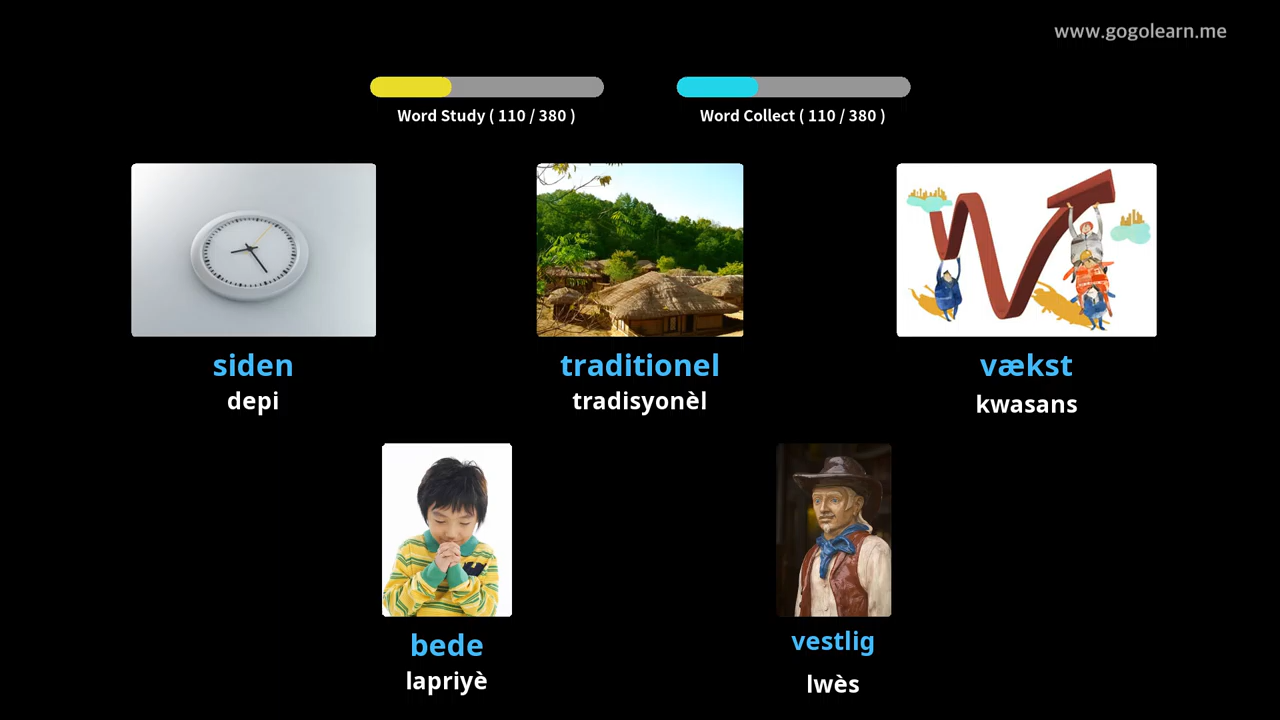 www.gogolearn.me
Word Study ( 110 / 380 )
Word Collect ( 110 / 380 )
siden
depi
traditionel
tradisyonèl
vækst
kwasans
bede
lapriyè
vestlig
lwès